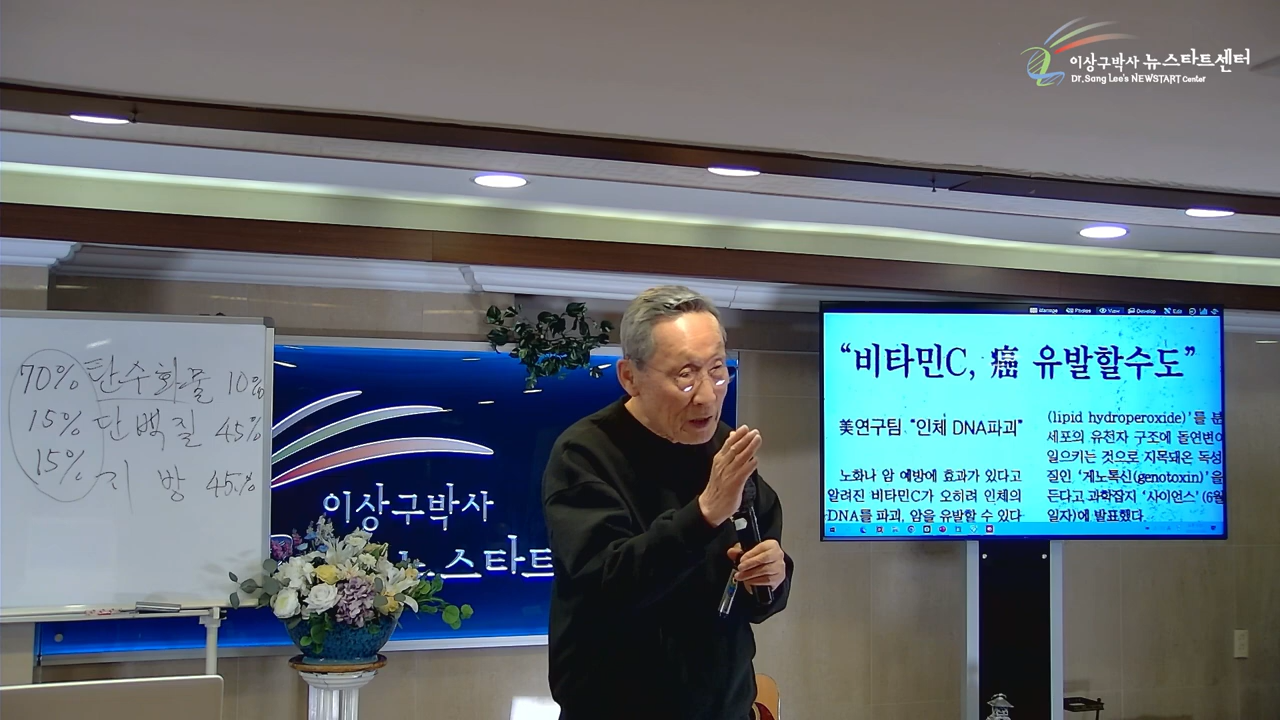 이상구박사 뉴스타트센터
Dr. Sang Lee's NEWSTART Center
70% 탄수화물 10%
15% 단백질 45%
15% 지방 45%
이상구박사
뉴스타트
Manage Photos View Develop Edit
“비타민C, 癌 유발할수도”
美연구팀 "인체 DNA파괴"
노화나 암 예방에 효과가 있다고
알려진 비타민C가 오히려 인체의
DNA를 파괴, 암을 유발할 수 있다
(lipid hydroperoxide)'를 분
세포의 유전자 구조에 돌연변이
일으키는 것으로 지목돼온 독성
질인 '게노톡신(genotoxin)'을
든다고 과학잡지 '사이언스' (6월
일자)에 발표했다.